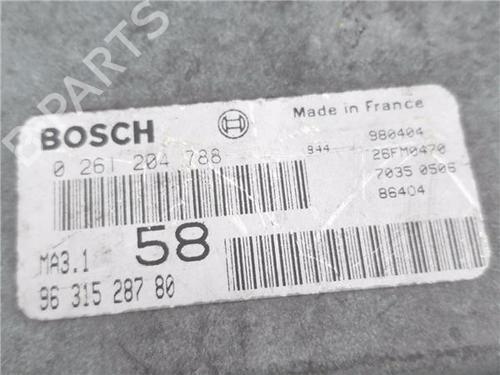 B-PARTS
BOSCH
Made in France
0 261 204 788
944 980404
26FM0470
7035 0506
86404
MA3.1
58
96 315 287 80